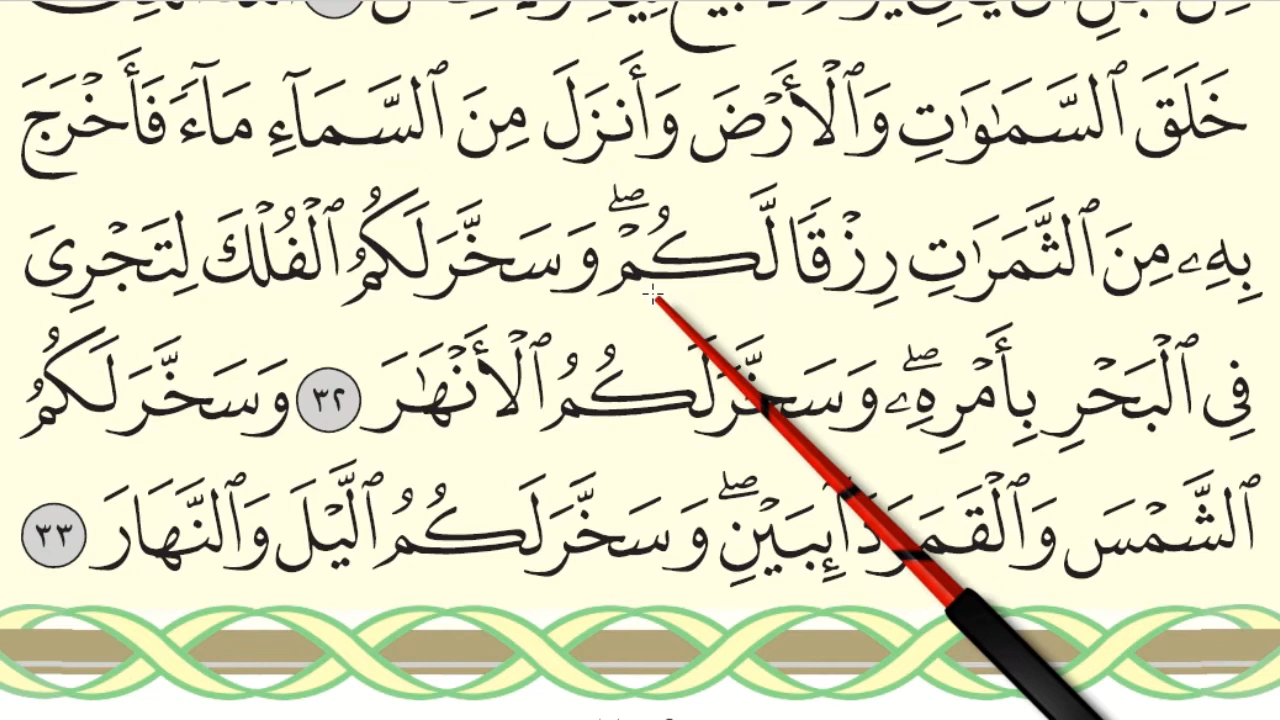 خَلَقَ ٱلسَّمَٰوَٰتِ وَٱلْأَرْضَ وَأَنزَلَ مِنَ ٱلسَّمَآءِ مَآءً فَأَخْرَجَ
بِهِۦ مِنَ ٱلثَّمَرَٰتِ رِزْقًا لَّكُمْ ۖ وَسَخَّرَ لَكُمُ ٱلْفُلْكَ لِتَجْرِىَ
فِى ٱلْبَحْرِ بِأَمْرِهِۦ ۖ وَسَخَّرَ لَكُمُ ٱلْأَنْهَٰرَ ٣٢ وَسَخَّرَ لَكُمُ
ٱلشَّمْسَ وَٱلْقَمَرَ دَآئِبَيْنِ ۖ وَسَخَّرَ لَكُمُ ٱلَّيْلَ وَٱلنَّهَارَ ٣٣